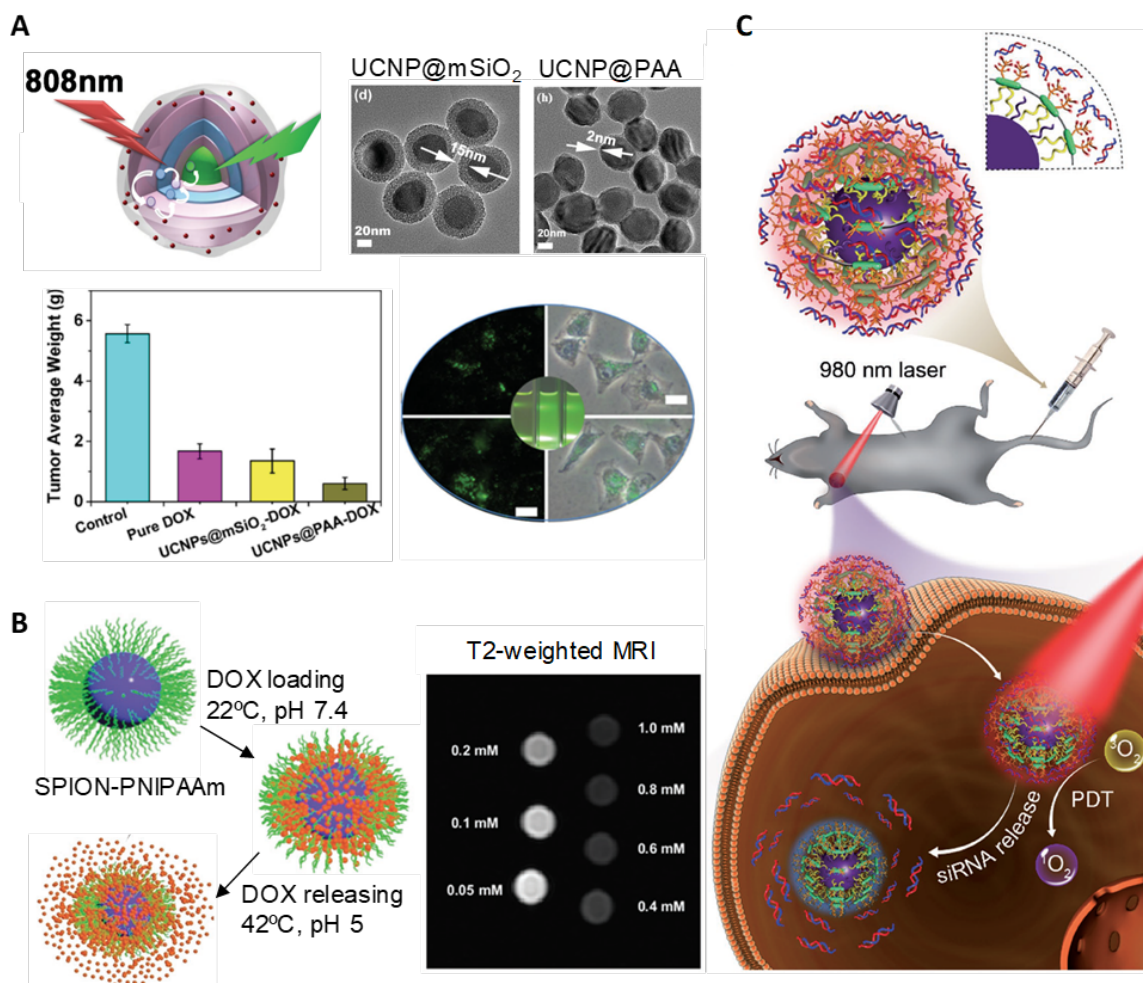 A
808nm
UCNP@mSiO2
(d)
15nm
20nm
UCNP@PAA
(h)
2nm
20nm
Tumor Average Weight (g)
6
4
2
0
Control
Pure DOX
UCNPs@mSiO2-DOX
UCNPs@PAA-DOX
B
SPION-PNIPAAm
DOX loading
22ºC, pH 7.4
DOX releasing
42ºC, pH 5
T2-weighted MRI
0.2 mM
0.1 mM
0.05 mM
1.0 mM
0.8 mM
0.6 mM
0.4 mM
C
980 nm laser
3O2
PDT
1O2
siRNA release